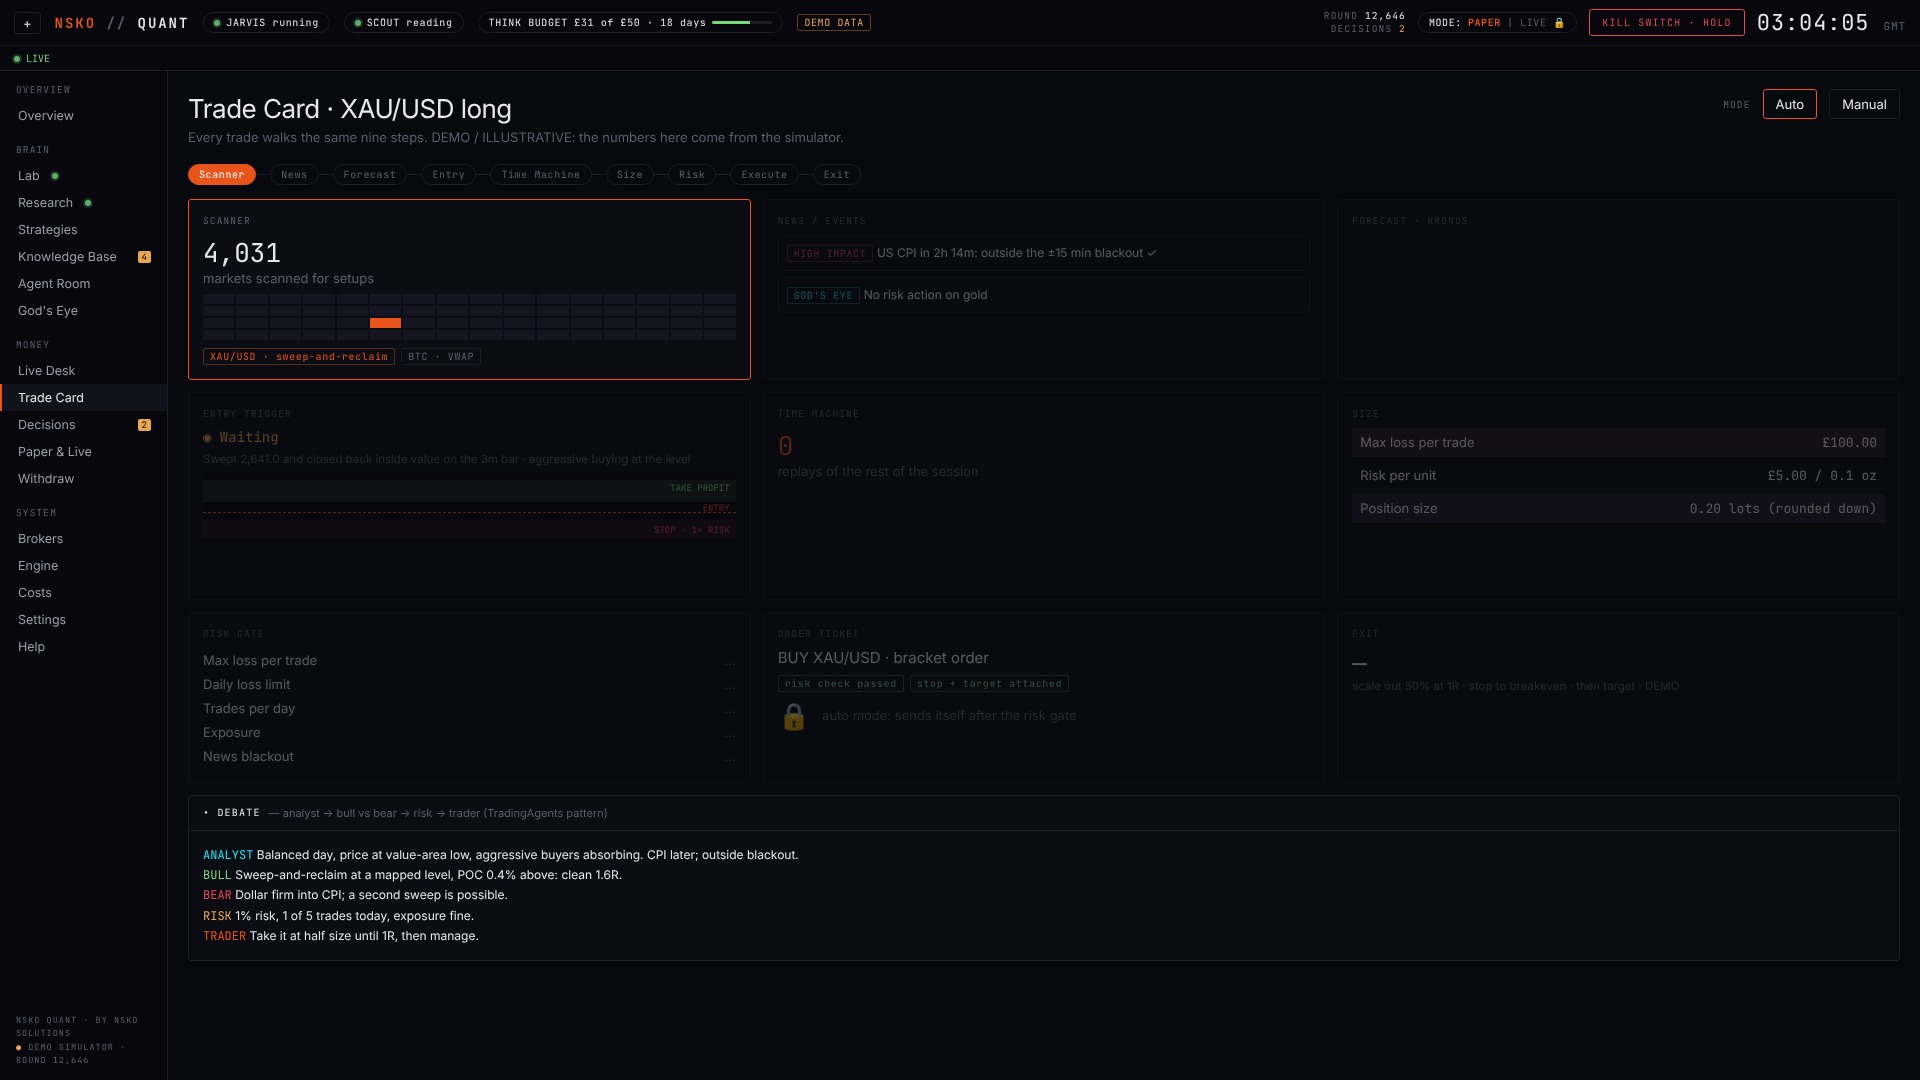 + NSKO // QUANT JARVIS running SCOUT reading THINK BUDGET £31 of £50 · 18 days DEMO DATA
ROUND 12,646
DECISIONS 2
MODE: PAPER | LIVE 🔒 KILL SWITCH · HOLD 03:04:05 GMT
LIVE
OVERVIEW
Overview
BRAIN
Lab
Research
Strategies
Knowledge Base 4
Agent Room
God's Eye
MONEY
Live Desk
Trade Card
Decisions 2
Paper & Live
Withdraw
SYSTEM
Brokers
Engine
Costs
Settings
Help
NSKO QUANT · BY NSKO
SOLUTIONS
DEMO SIMULATOR ·
ROUND 12,646
Trade Card · XAU/USD long
Every trade walks the same nine steps. DEMO / ILLUSTRATIVE: the numbers here come from the simulator.
MODE Auto Manual
Scanner News Forecast Entry Time Machine Size Risk Execute Exit
SCANNER
4,031
markets scanned for setups
XAU/USD · sweep-and-reclaim BTC · VWAP
NEWS / EVENTS
HIGH IMPACT US CPI in 2h 14m: outside the ±15 min blackout ✓
GOD'S EYE No risk action on gold
FORECAST · KRONOS
ENTRY TRIGGER
Waiting
Swept 2,641.0 and closed back inside value on the 3m bar · aggressive buying at the level
TAKE PROFIT
ENTRY
STOP · 1× RISK
TIME MACHINE
0
replays of the rest of the session
SIZE
Max loss per trade £100.00
Risk per unit £5.00 / 0.1 oz
Position size 0.20 lots (rounded down)
RISK GATE
Max loss per trade …
Daily loss limit …
Trades per day …
Exposure …
News blackout …
ORDER TICKET
BUY XAU/USD · bracket order
risk check passed stop + target attached
🔒 auto mode: sends itself after the risk gate
EXIT
—
scale out 50% at 1R · stop to breakeven · then target · DEMO
• DEBATE — analyst → bull vs bear → risk → trader (TradingAgents pattern)
ANALYST Balanced day, price at value-area low, aggressive buyers absorbing. CPI later; outside blackout.
BULL Sweep-and-reclaim at a mapped level, POC 0.4% above: clean 1.6R.
BEAR Dollar firm into CPI; a second sweep is possible.
RISK 1% risk, 1 of 5 trades today, exposure fine.
TRADER Take it at half size until 1R, then manage.